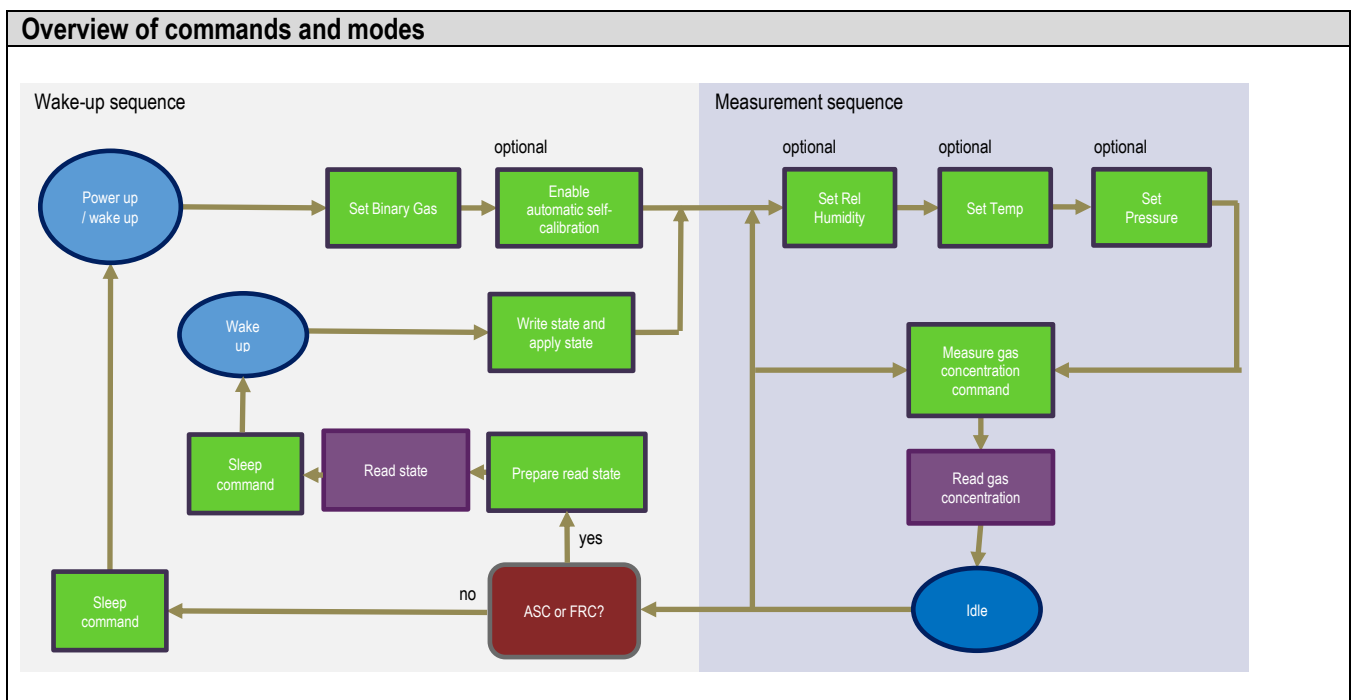 Overview of commands and modes
Wake-up sequence
Measurement sequence
optional
optional
optional
optional
Power up
/ wake up
Set Binary Gas
Enable
automatic self-
calibration
Set Rel
Humidity
Set Temp
Set
Pressure
Wake
up
Write state and
apply state
Measure gas
concentration
command
Sleep
command
Read state
Prepare read state
Read gas
concentration
yes
Sleep
command
no
ASC or FRC?
Idle